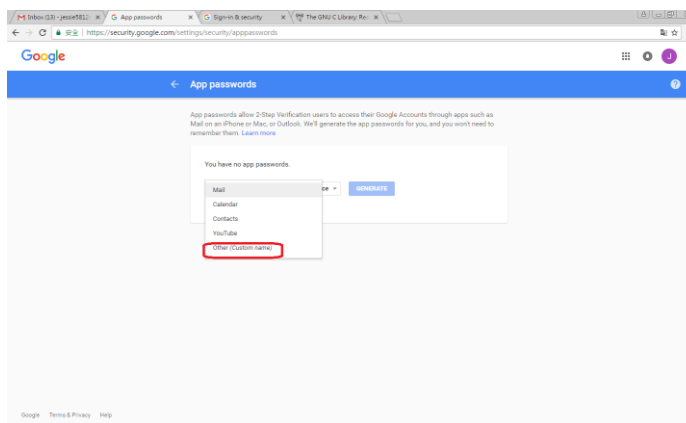 Inbox (13) - jessie5812
G App passwords
G Sign-in & security
The GNU C Library: Re
安全 | https://security.google.com/settings/security/apppasswords
Google
J
← App passwords
?
App passwords allow 2-Step Verification users to access their Google Accounts through apps such as
Mail on an iPhone or Mac, or Outlook. We'll generate the app passwords for you, and you won't need to
remember them. Learn more
You have no app passwords.
Mail
ce
GENERATE
Calendar
Contacts
YouTube
Other (Custom name)
Google Terms & Privacy Help